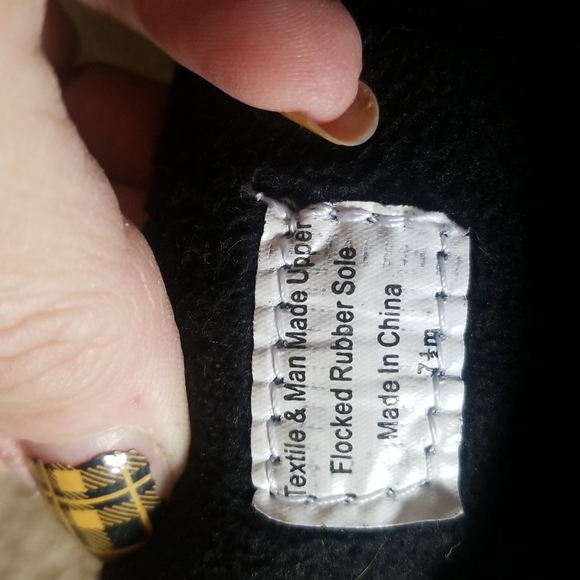 Textile & Man Made Upper
Flocked Rubber Sole
Made In China
7½m